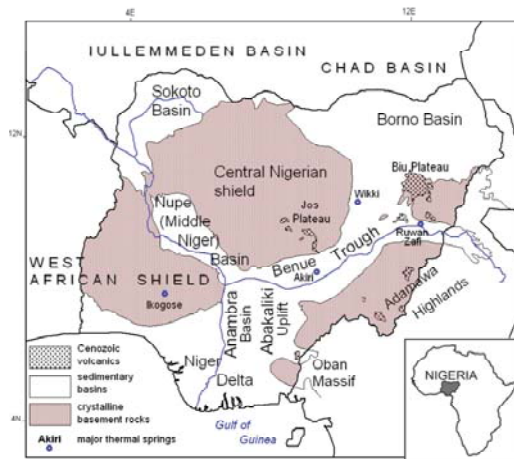 4E
12E
IULLEMMEDEN BASIN
CHAD BASIN
Sokoto
Basin
12N
Borno Basin
Biu Plateau
Central Nigerian
shield
Wikki
Jos
Plateau
Nupe
(Middle
Niger)
Basin
Ruwan
Zafi
WEST
AFRICAN SHIELD
Benue Trough
Akiri
Adamawa
Highlands
Ikogose
Anambra
Basin
Abakaliki
Uplift
Cenozoic
volcanics
sedimentary
basins
crystalline
basement rocks
Niger
Delta
Oban
Massif
NIGERIA
4N
Akiri major thermal springs
Gulf of
Guinea